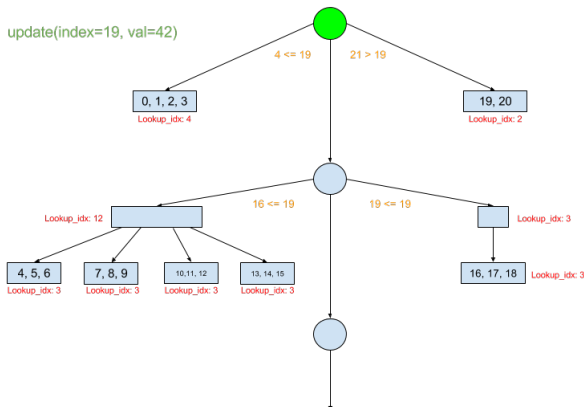 update(index=19, val=42)
4 <= 19
21 > 19
0, 1, 2, 3
Lookup_idx: 4
19, 20
Lookup_idx: 2
16 <= 19
19 <= 19
Lookup_idx: 12
Lookup_idx: 3
4, 5, 6
Lookup_idx: 3
7, 8, 9
Lookup_idx: 3
10,11, 12
Lookup_idx: 3
13, 14, 15
Lookup_idx: 3
16, 17, 18
Lookup_idx: 3